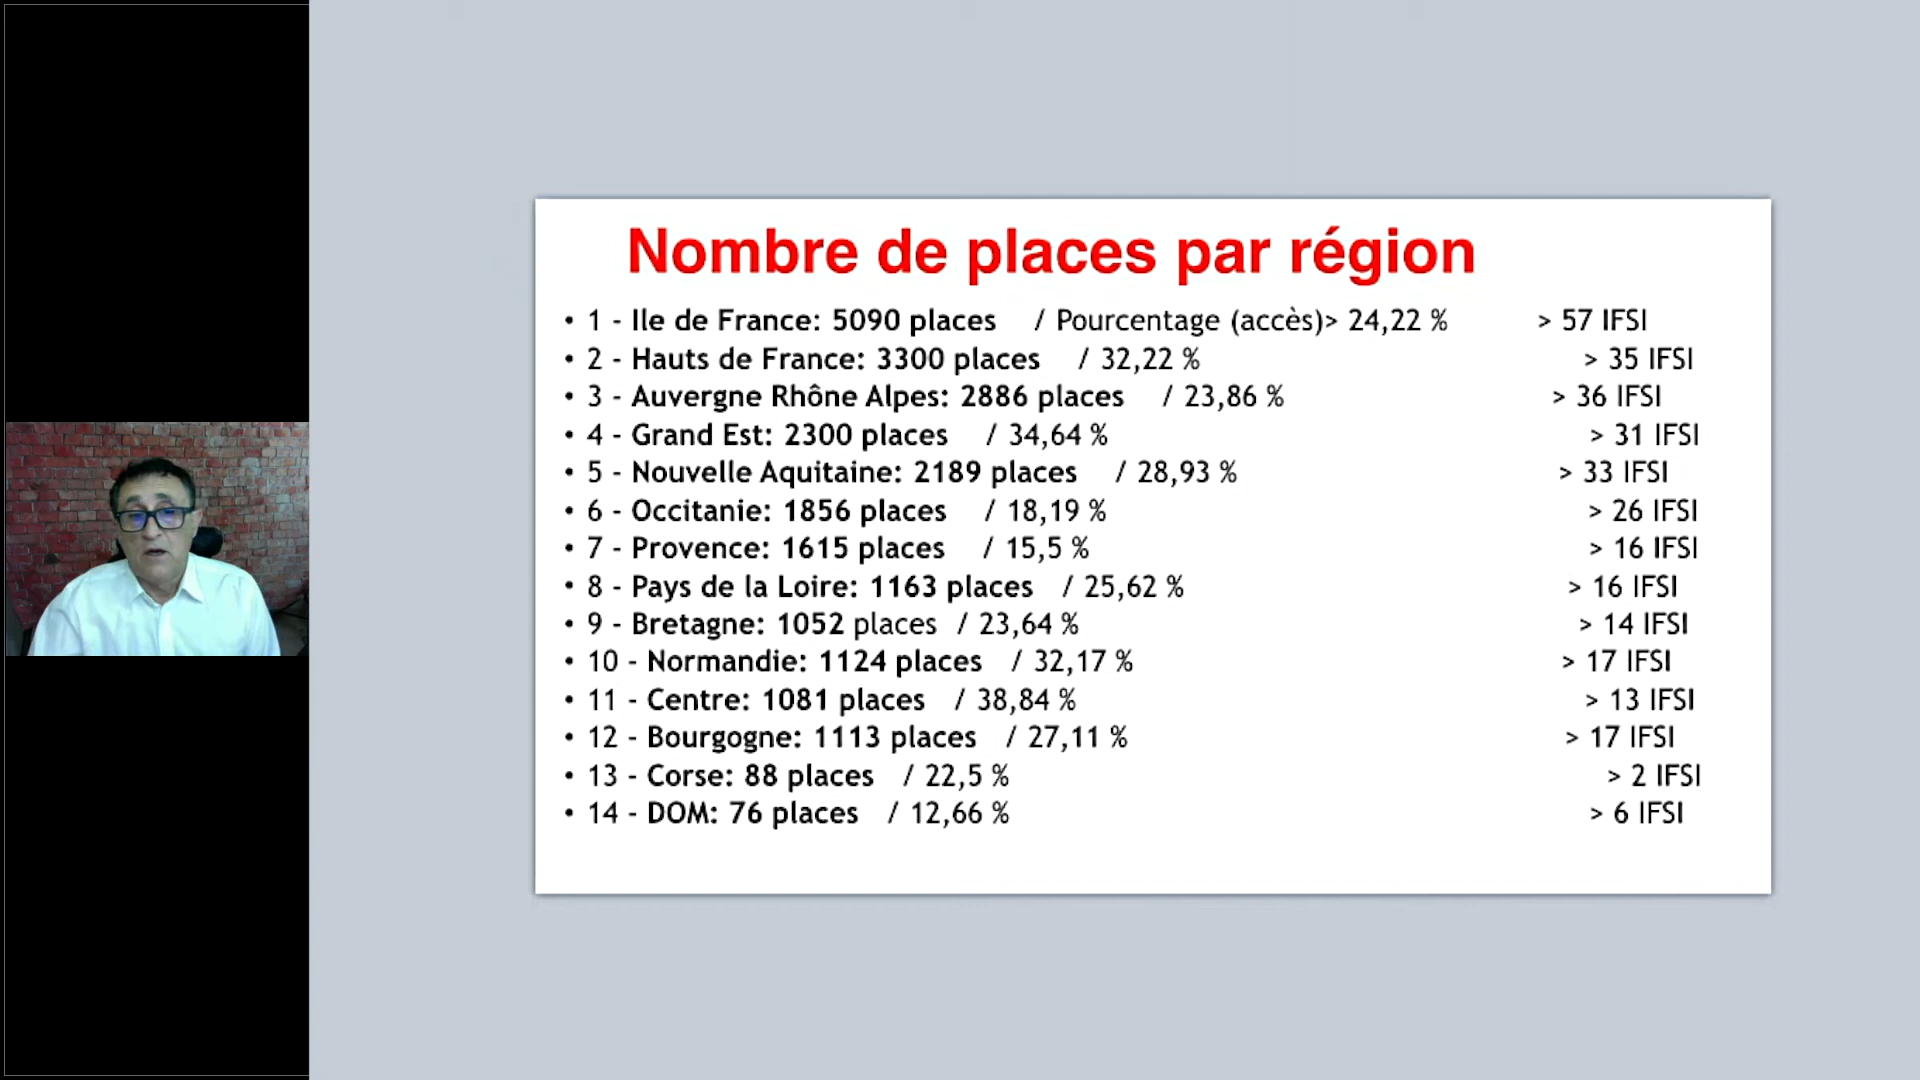 Nombre de places par région
• 1 - Ile de France: 5090 places / Pourcentage (accès)> 24,22 % > 57 IFSI
• 2 - Hauts de France: 3300 places / 32,22 % > 35 IFSI
• 3 - Auvergne Rhône Alpes: 2886 places / 23,86 % > 36 IFSI
• 4 - Grand Est: 2300 places / 34,64 % > 31 IFSI
• 5 - Nouvelle Aquitaine: 2189 places / 28,93 % > 33 IFSI
• 6 - Occitanie: 1856 places / 18,19 % > 26 IFSI
• 7 - Provence: 1615 places / 15,5 % > 16 IFSI
• 8 - Pays de la Loire: 1163 places / 25,62 % > 16 IFSI
• 9 - Bretagne: 1052 places / 23,64 % > 14 IFSI
• 10 - Normandie: 1124 places / 32,17 % > 17 IFSI
• 11 - Centre: 1081 places / 38,84 % > 13 IFSI
• 12 - Bourgogne: 1113 places / 27,11 % > 17 IFSI
• 13 - Corse: 88 places / 22,5 % > 2 IFSI
• 14 - DOM: 76 places / 12,66 % > 6 IFSI